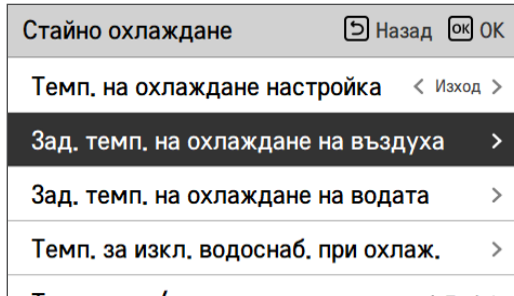 Стайно охлаждане Назад ок OK
Темп. на охлаждане настройка < Изход >
Зад. темп. на охлаждане на въздуха >
Зад. темп. на охлаждане на водата >
Темп. за изкл. водоснаб. при охлаж. >